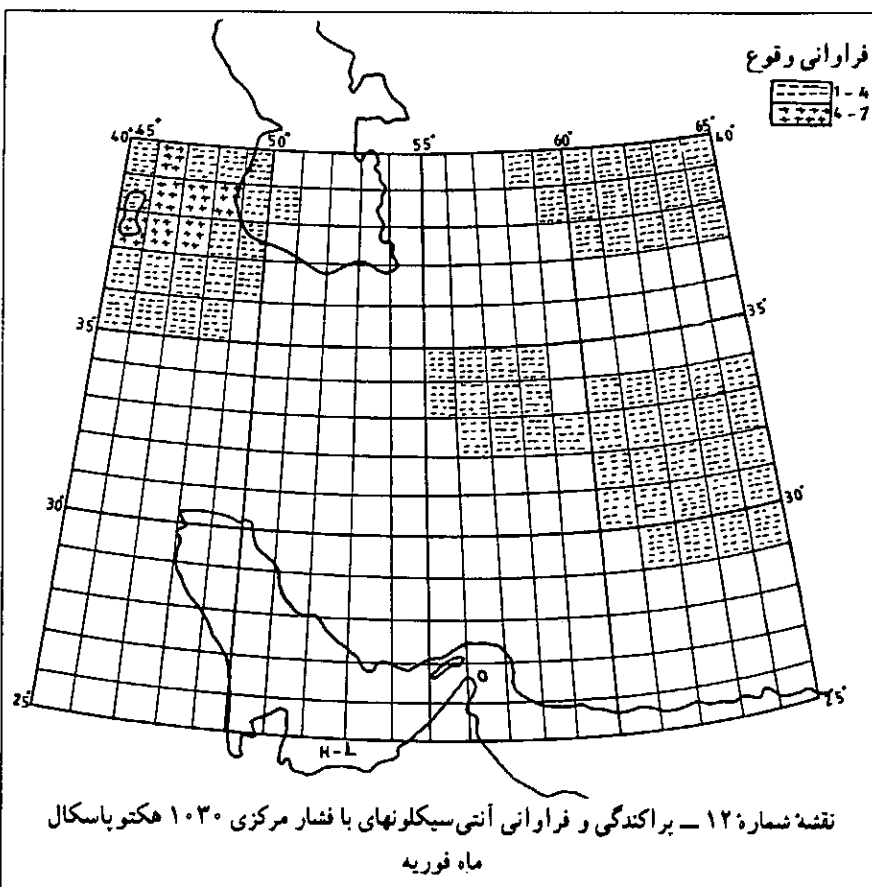 فراوانی وقوع
1-4
4-7
40° 45° 50° 55° 60° 65° 40°
35° 35°
30° 30°
25° 25°
H-L
نقشهٔ شمارهٔ ۱۲ ــ پراکندگی و فراوانی آنتی‌سیکلونهای با فشار مرکزی ۱۰۳۰ هکتوپاسکال
ماه فوریه